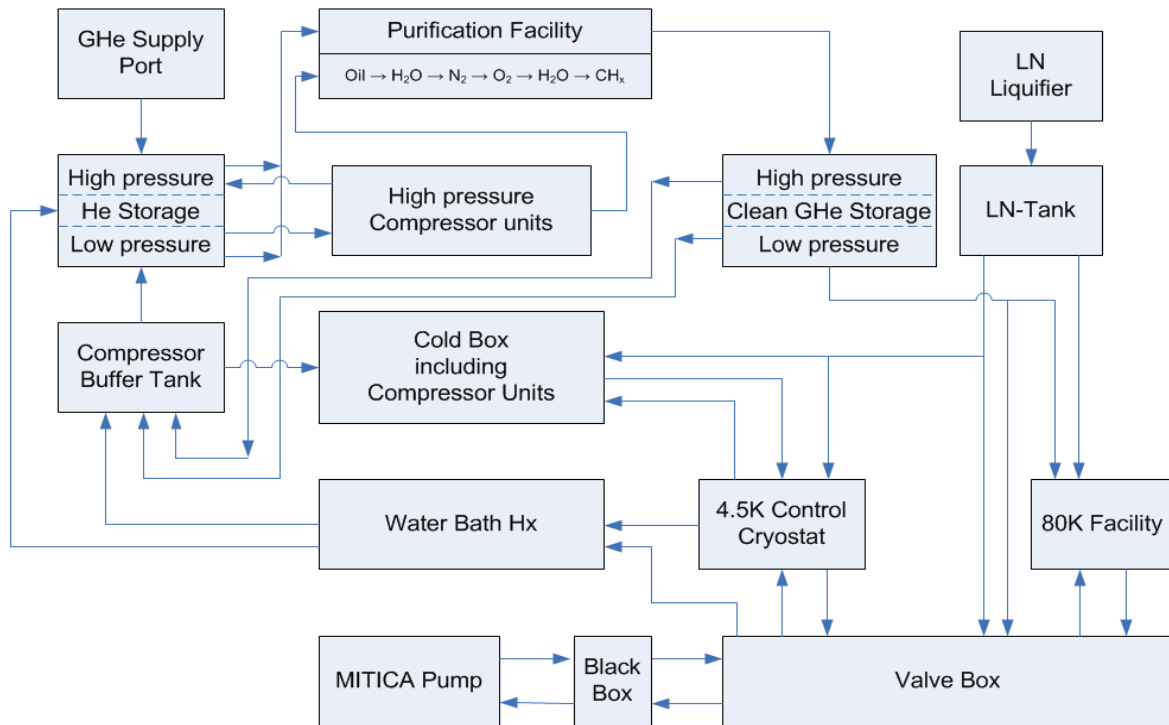 GHe Supply
Port
Purification Facility
Oil → H₂O → N₂ → O₂ → H₂O → CHₓ
LN
Liquifier
High pressure
He Storage
Low pressure
High pressure
Compressor units
High pressure
Clean GHe Storage
Low pressure
LN-Tank
Compressor
Buffer Tank
Cold Box
including
Compressor Units
Water Bath Hx
4.5K Control
Cryostat
80K Facility
MITICA Pump
Black
Box
Valve Box